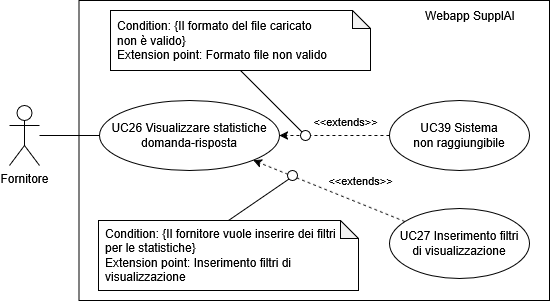 Webapp SupplAI
Condition: {Il formato del file caricato
non è valido}
Extension point: Formato file non valido
<<extends>>
UC26 Visualizzare statistiche
domanda-risposta
UC39 Sistema
non raggiungibile
Fornitore
<<extends>>
Condition: {Il fornitore vuole inserire dei filtri
per le statistiche}
Extension point: Inserimento filtri di
visualizzazione
UC27 Inserimento filtri
di visualizzazione